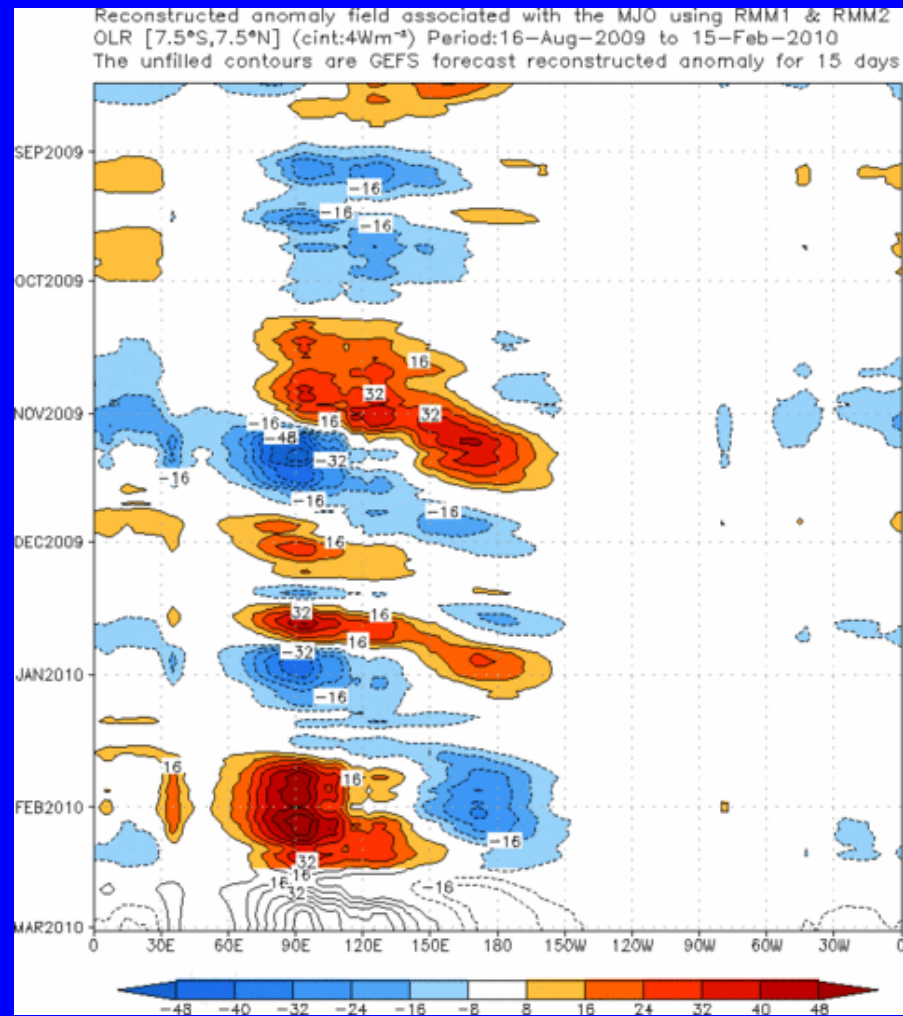 Reconstructed anomaly field associated with the MJO using RMM1 & RMM2
OLR [7.5°S,7.5°N] (cint:4Wm⁻²) Period:16-Aug-2009 to 15-Feb-2010
The unfilled contours are GEFS forecast reconstructed anomaly for 15 days
SEP2009
-16
-16
-16
OCT2009
16
32
NOV2009
-16
16
32
-48
-32
-16
-16
-16
DEC2009
16
32
16
16
-32
JAN2010
-16
16
16
FEB2010
-16
32
16
16
-16
32
MAR2010
0 30E 60E 90E 120E 150E 180 150W 120W 90W 60W 30W 0
-48 -40 -32 -24 -16 -8 8 16 24 32 40 48